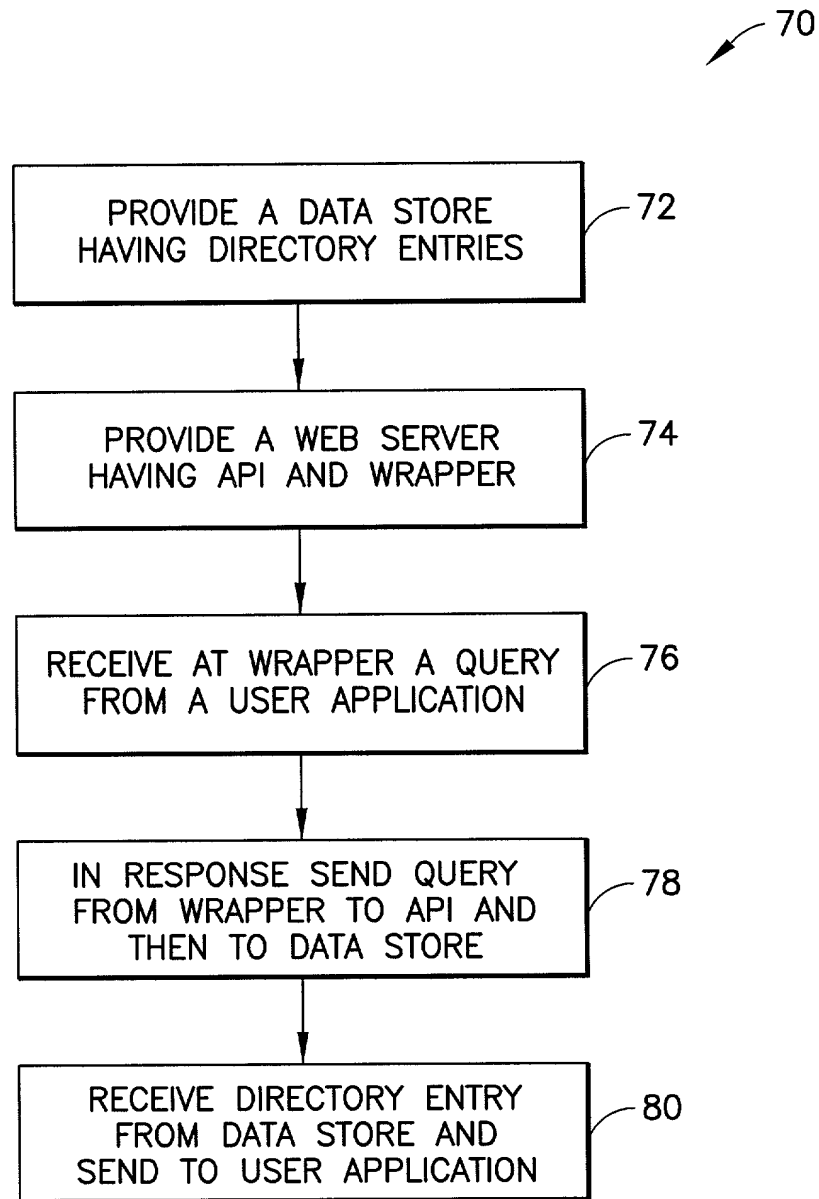 70
PROVIDE A DATA STORE
HAVING DIRECTORY ENTRIES
72
PROVIDE A WEB SERVER
HAVING API AND WRAPPER
74
RECEIVE AT WRAPPER A QUERY
FROM A USER APPLICATION
76
IN RESPONSE SEND QUERY
FROM WRAPPER TO API AND
THEN TO DATA STORE
78
RECEIVE DIRECTORY ENTRY
FROM DATA STORE AND
SEND TO USER APPLICATION
80